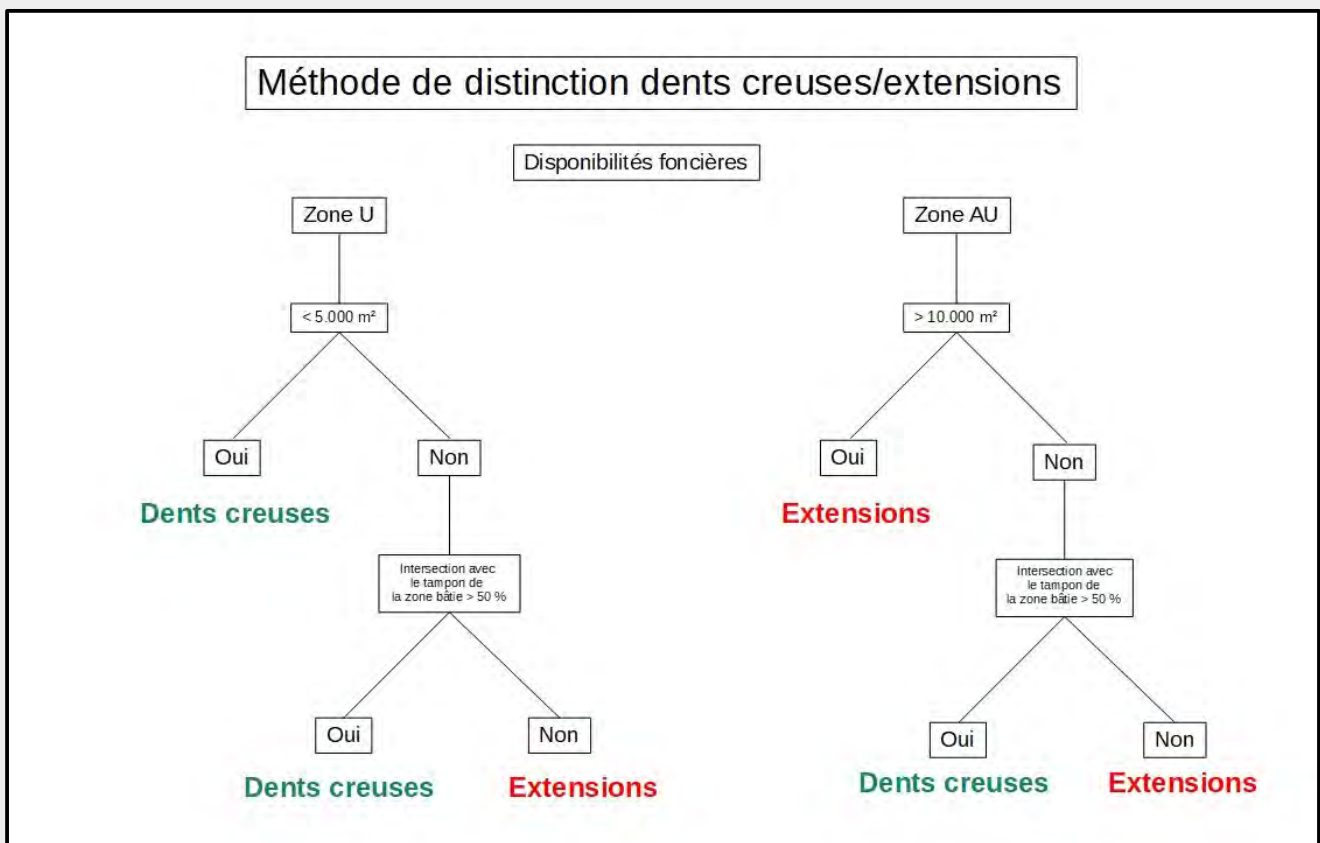 Méthode de distinction dents creuses/extensions
Disponibilités foncières
Zone U
Zone AU
< 5.000 m²
> 10.000 m²
Oui
Non
Oui
Non
Dents creuses
Extensions
Intersection avec
le tampon de
la zone bâtie > 50 %
Intersection avec
le tampon de
la zone bâtie > 50 %
Oui
Non
Oui
Non
Dents creuses
Extensions
Dents creuses
Extensions